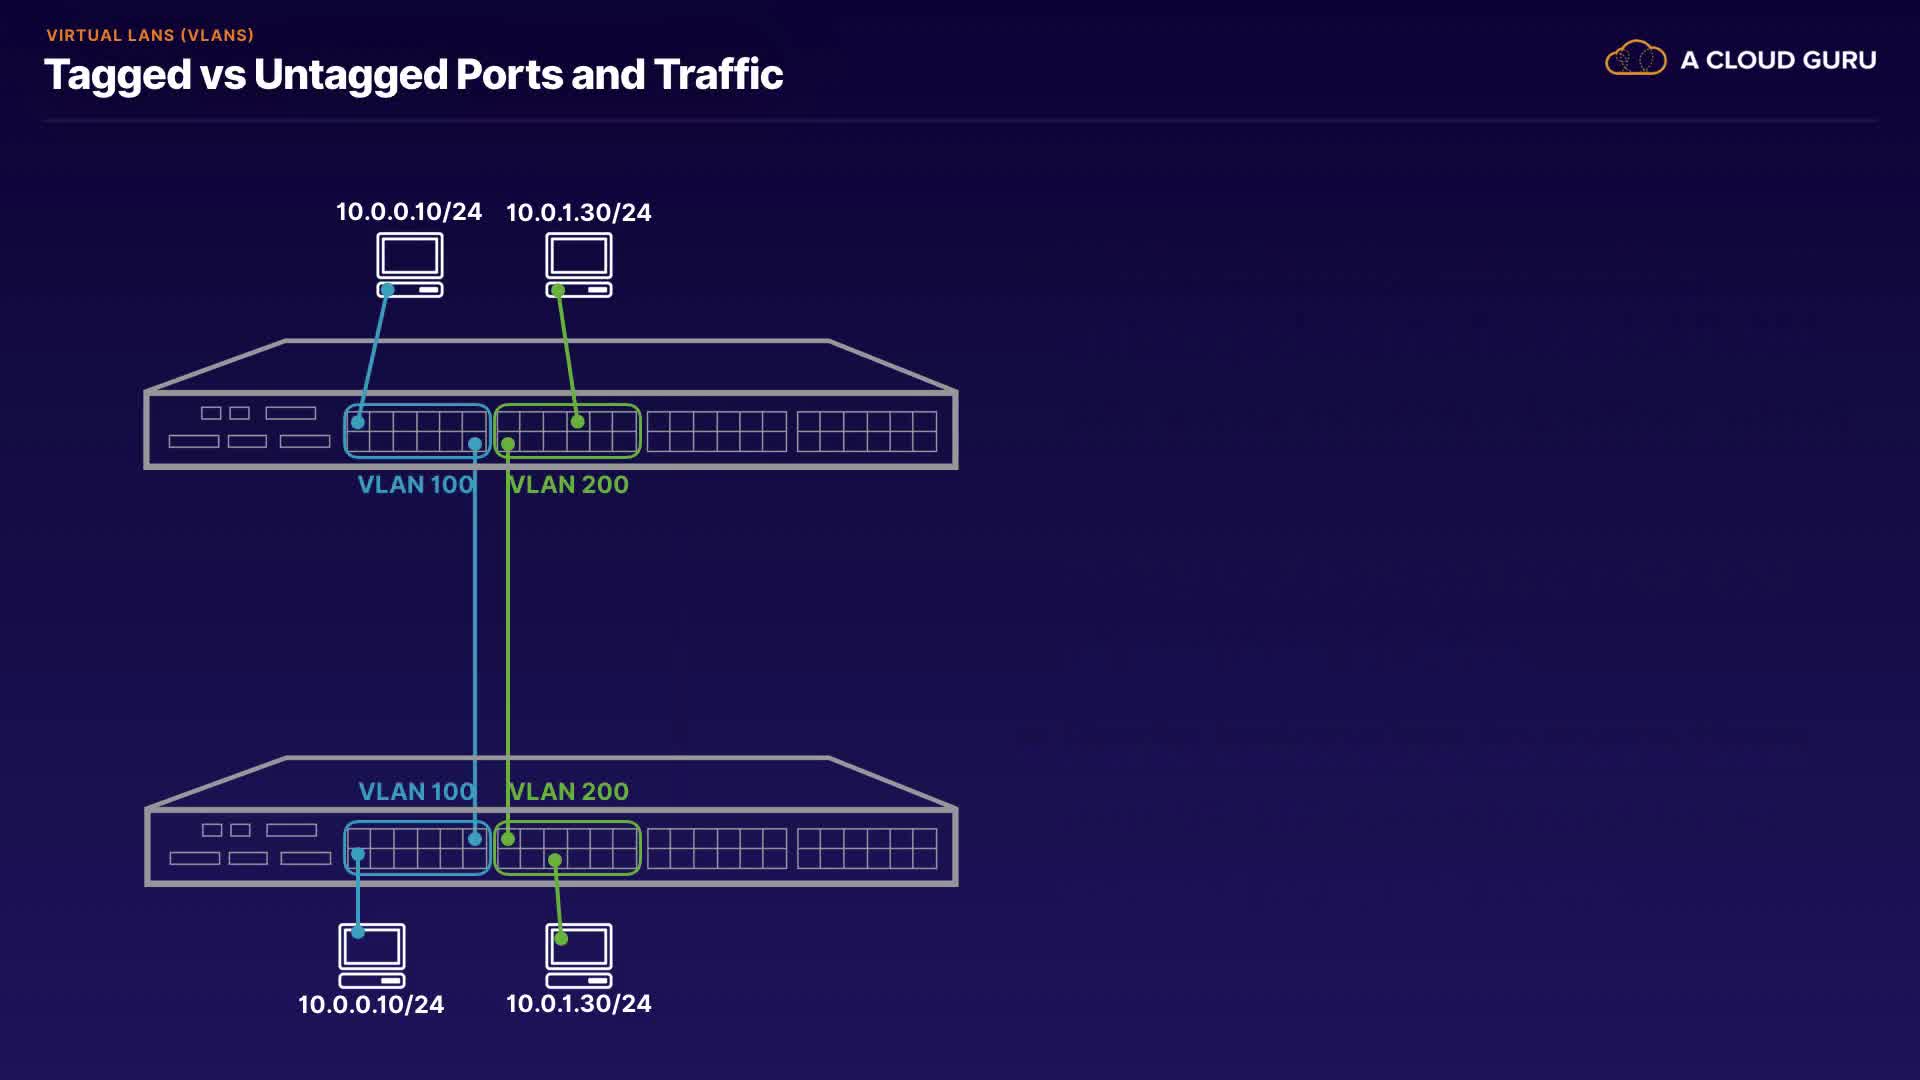 VIRTUAL LANS (VLANS)
Tagged vs Untagged Ports and Traffic
A CLOUD GURU
10.0.0.10/24 10.0.1.30/24
VLAN 100 VLAN 200
VLAN 100 VLAN 200
10.0.0.10/24 10.0.1.30/24